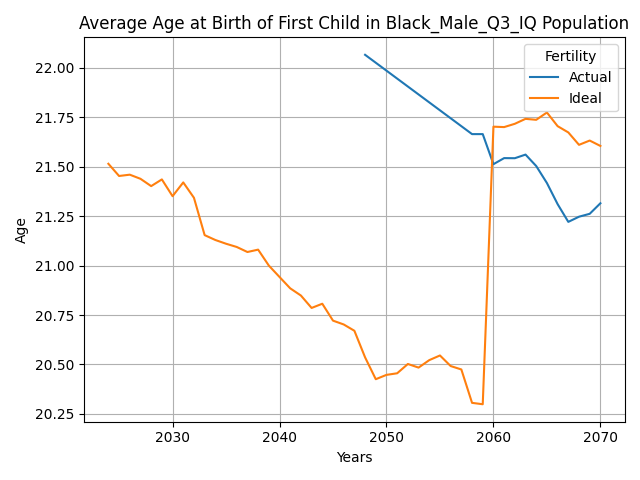 Average Age at Birth of First Child in Black_Male_Q3_IQ Population
Fertility
Actual
Ideal
22.00
21.75
21.50
21.25
21.00
20.75
20.50
20.25
Age
2030
2040
2050
2060
2070
Years